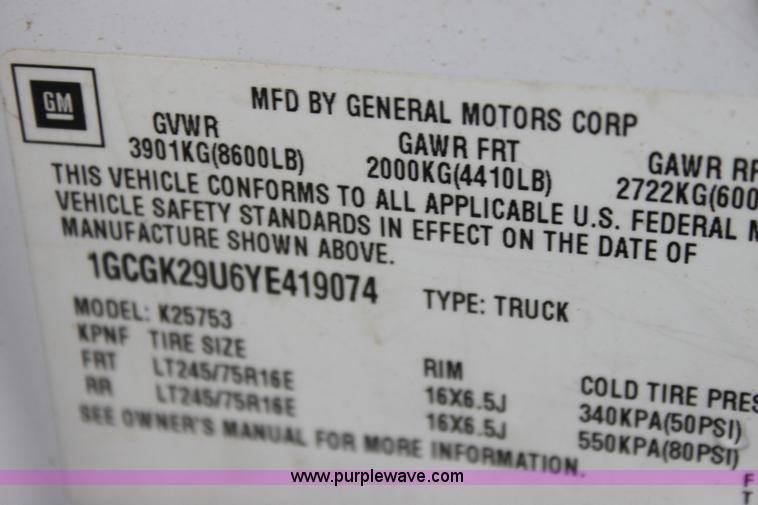 GM
MFD BY GENERAL MOTORS CORP
GVWR GAWR FRT GAWR RR
3901KG(8600LB) 2000KG(4410LB) 2722KG(600
THIS VEHICLE CONFORMS TO ALL APPLICABLE U.S. FEDERAL M
VEHICLE SAFETY STANDARDS IN EFFECT ON THE DATE OF
MANUFACTURE SHOWN ABOVE.
1GCGK29U6YE419074 TYPE: TRUCK
MODEL: K25753
KPNF TIRE SIZE RIM COLD TIRE PRES
FRT LT245/75R16E 16X6.5J 340KPA(50PSI)
RR LT245/75R16E 16X6.5J 550KPA(80PSI)
SEE OWNER'S MANUAL FOR MORE INFORMATION.
F
T
www.purplewave.com